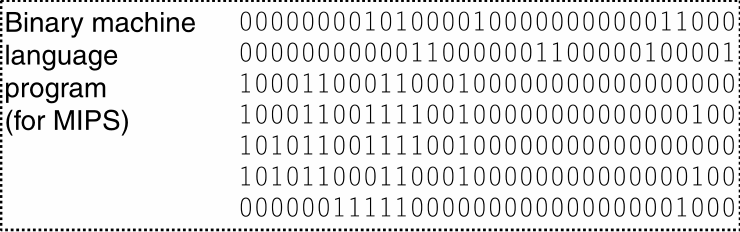 Binary machine
language
program
(for MIPS)
00000000101000010000000000011000
00000000000110000001100000100001
10001100011000100000000000000000
10001100111100100000000000000100
10101100111100100000000000000000
10101100011000100000000000000100
00000011111000000000000000001000